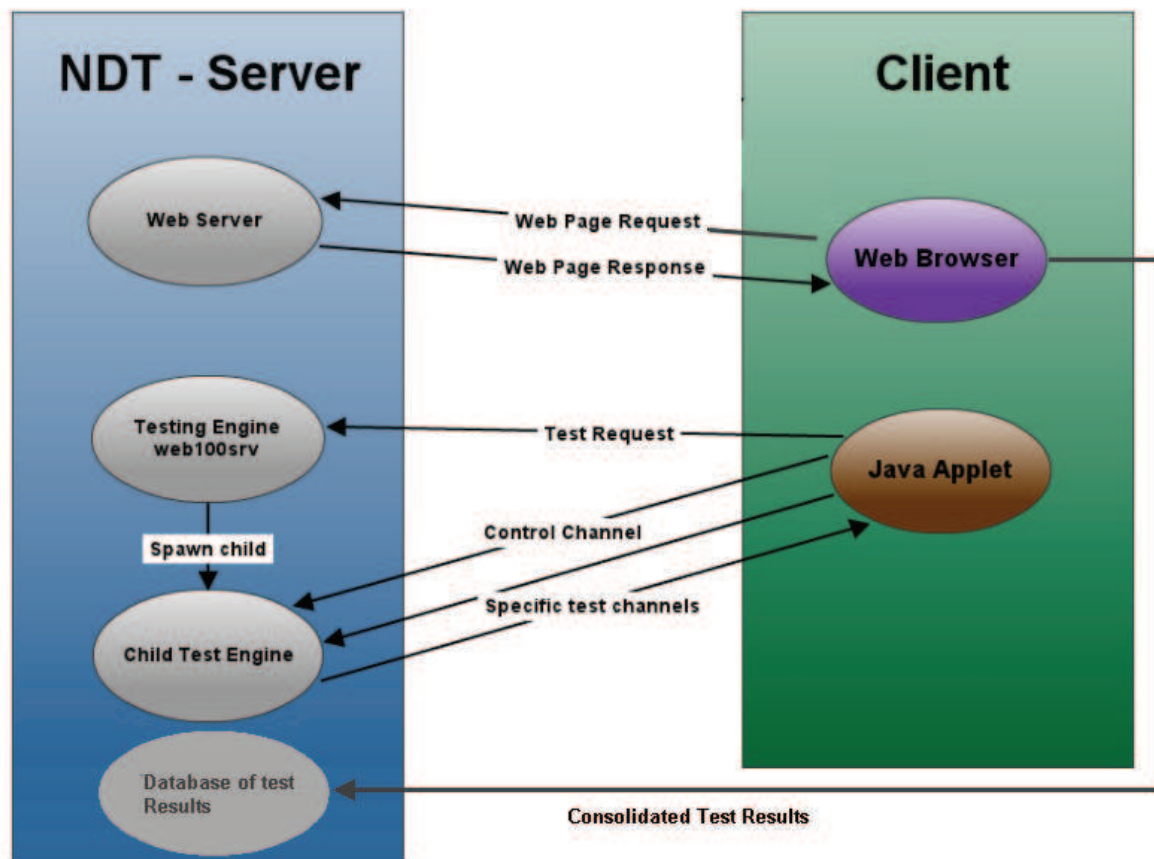 NDT - Server
Client
Web Server
Web Page Request
Web Browser
Web Page Response
Testing Engine
web100srv
Test Request
Java Applet
Control Channel
Spawn child
Specific test channels
Child Test Engine
Database of test
Results
Consolidated Test Results